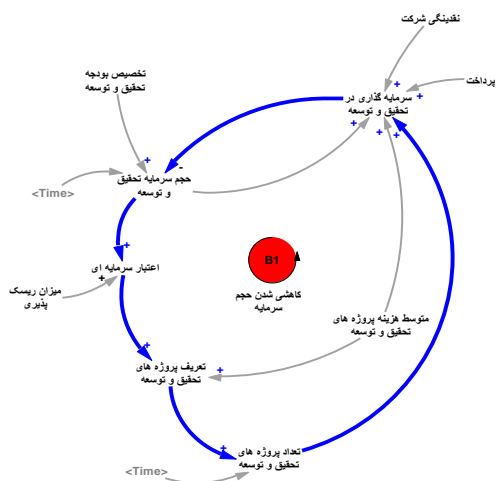 نقدینگی شرکت
تخصیص بودجه
تحقیق و توسعه
پرداخت
سرمایه گذاری در
تحقیق و توسعه
+
+
+
+
+
+
-
حجم سرمایه تحقیق
و توسعه
<Time>
+
اعتبار سرمایه ای
+
میزان ریسک
پذیری
B1
کاهشی شدن حجم
سرمایه
متوسط هزینه پروژه های
تحقیق و توسعه
+
تعریف پروژه های
تحقیق و توسعه
+
+
تعداد پروژه های
تحقیق و توسعه
<Time>